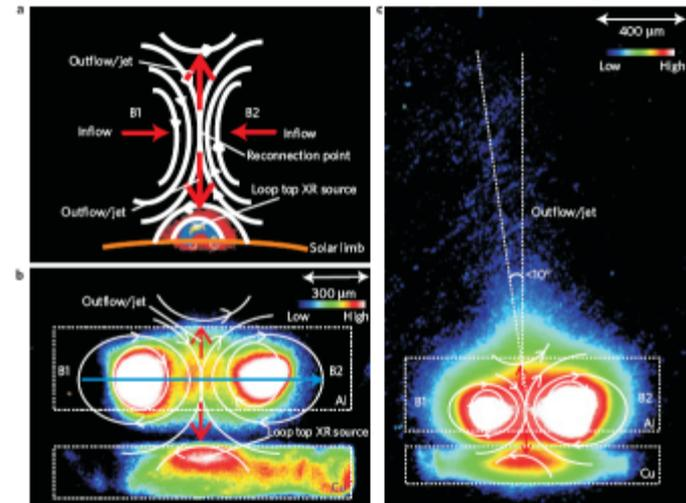 a
Outflow/jet
B1
B2
Inflow
Inflow
Reconnection point
Loop top XR source
Outflow/jet
Solar limb
b
Outflow/jet
300 µm
Low
High
B1
B2
Al
Loop top XR source
c
400 µm
Low
High
Outflow/jet
<10°
B1
B2
Al
Cu